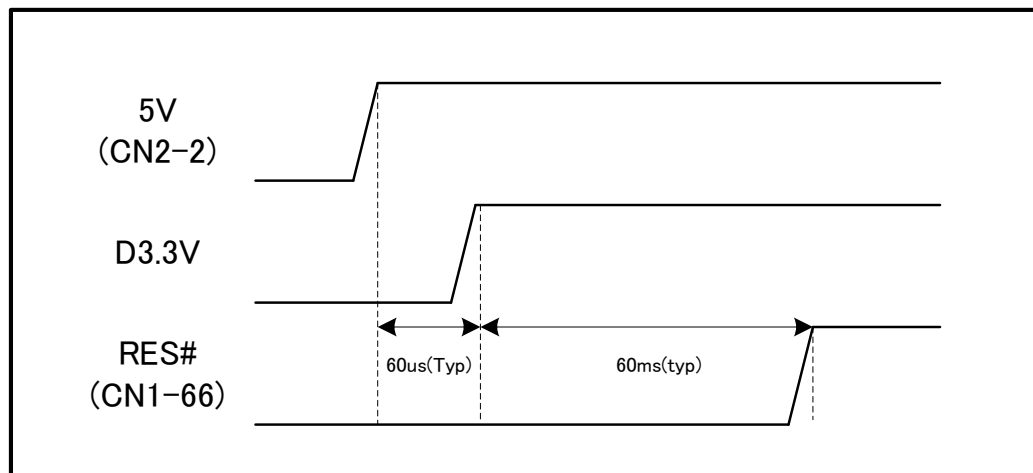 5V
(CN2-2)
D3.3V
RES#
(CN1-66)
60us(Typ)
60ms(typ)